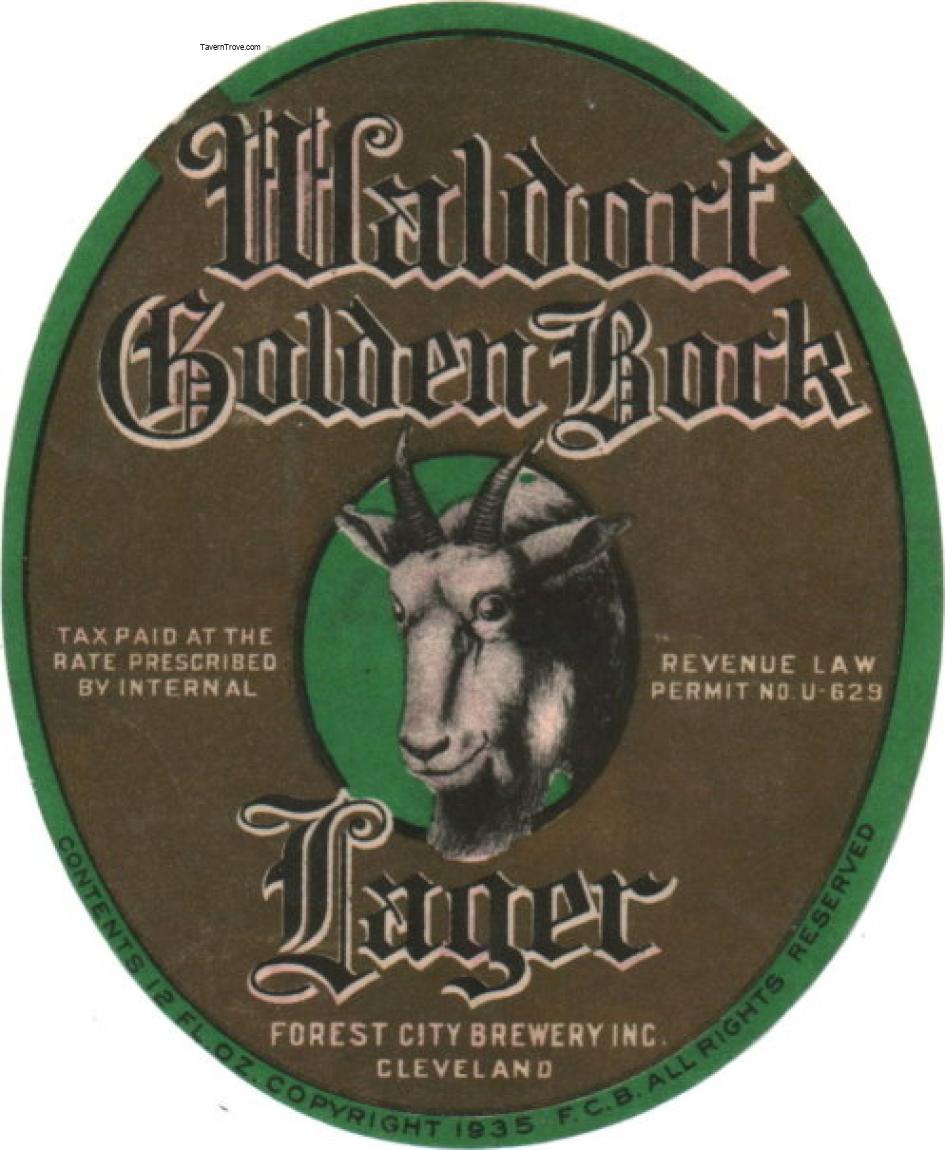 TavernTrove.com
Waldorf
Golden Bock
TAX PAID AT THE
RATE PRESCRIBED
BY INTERNAL
REVENUE LAW
PERMIT NO. U-629
Lager
FOREST CITY BREWERY INC.
CLEVELAND
CONTENTS 12 FL. OZ. COPYRIGHT 1935 F.C.B. ALL RIGHTS RESERVED